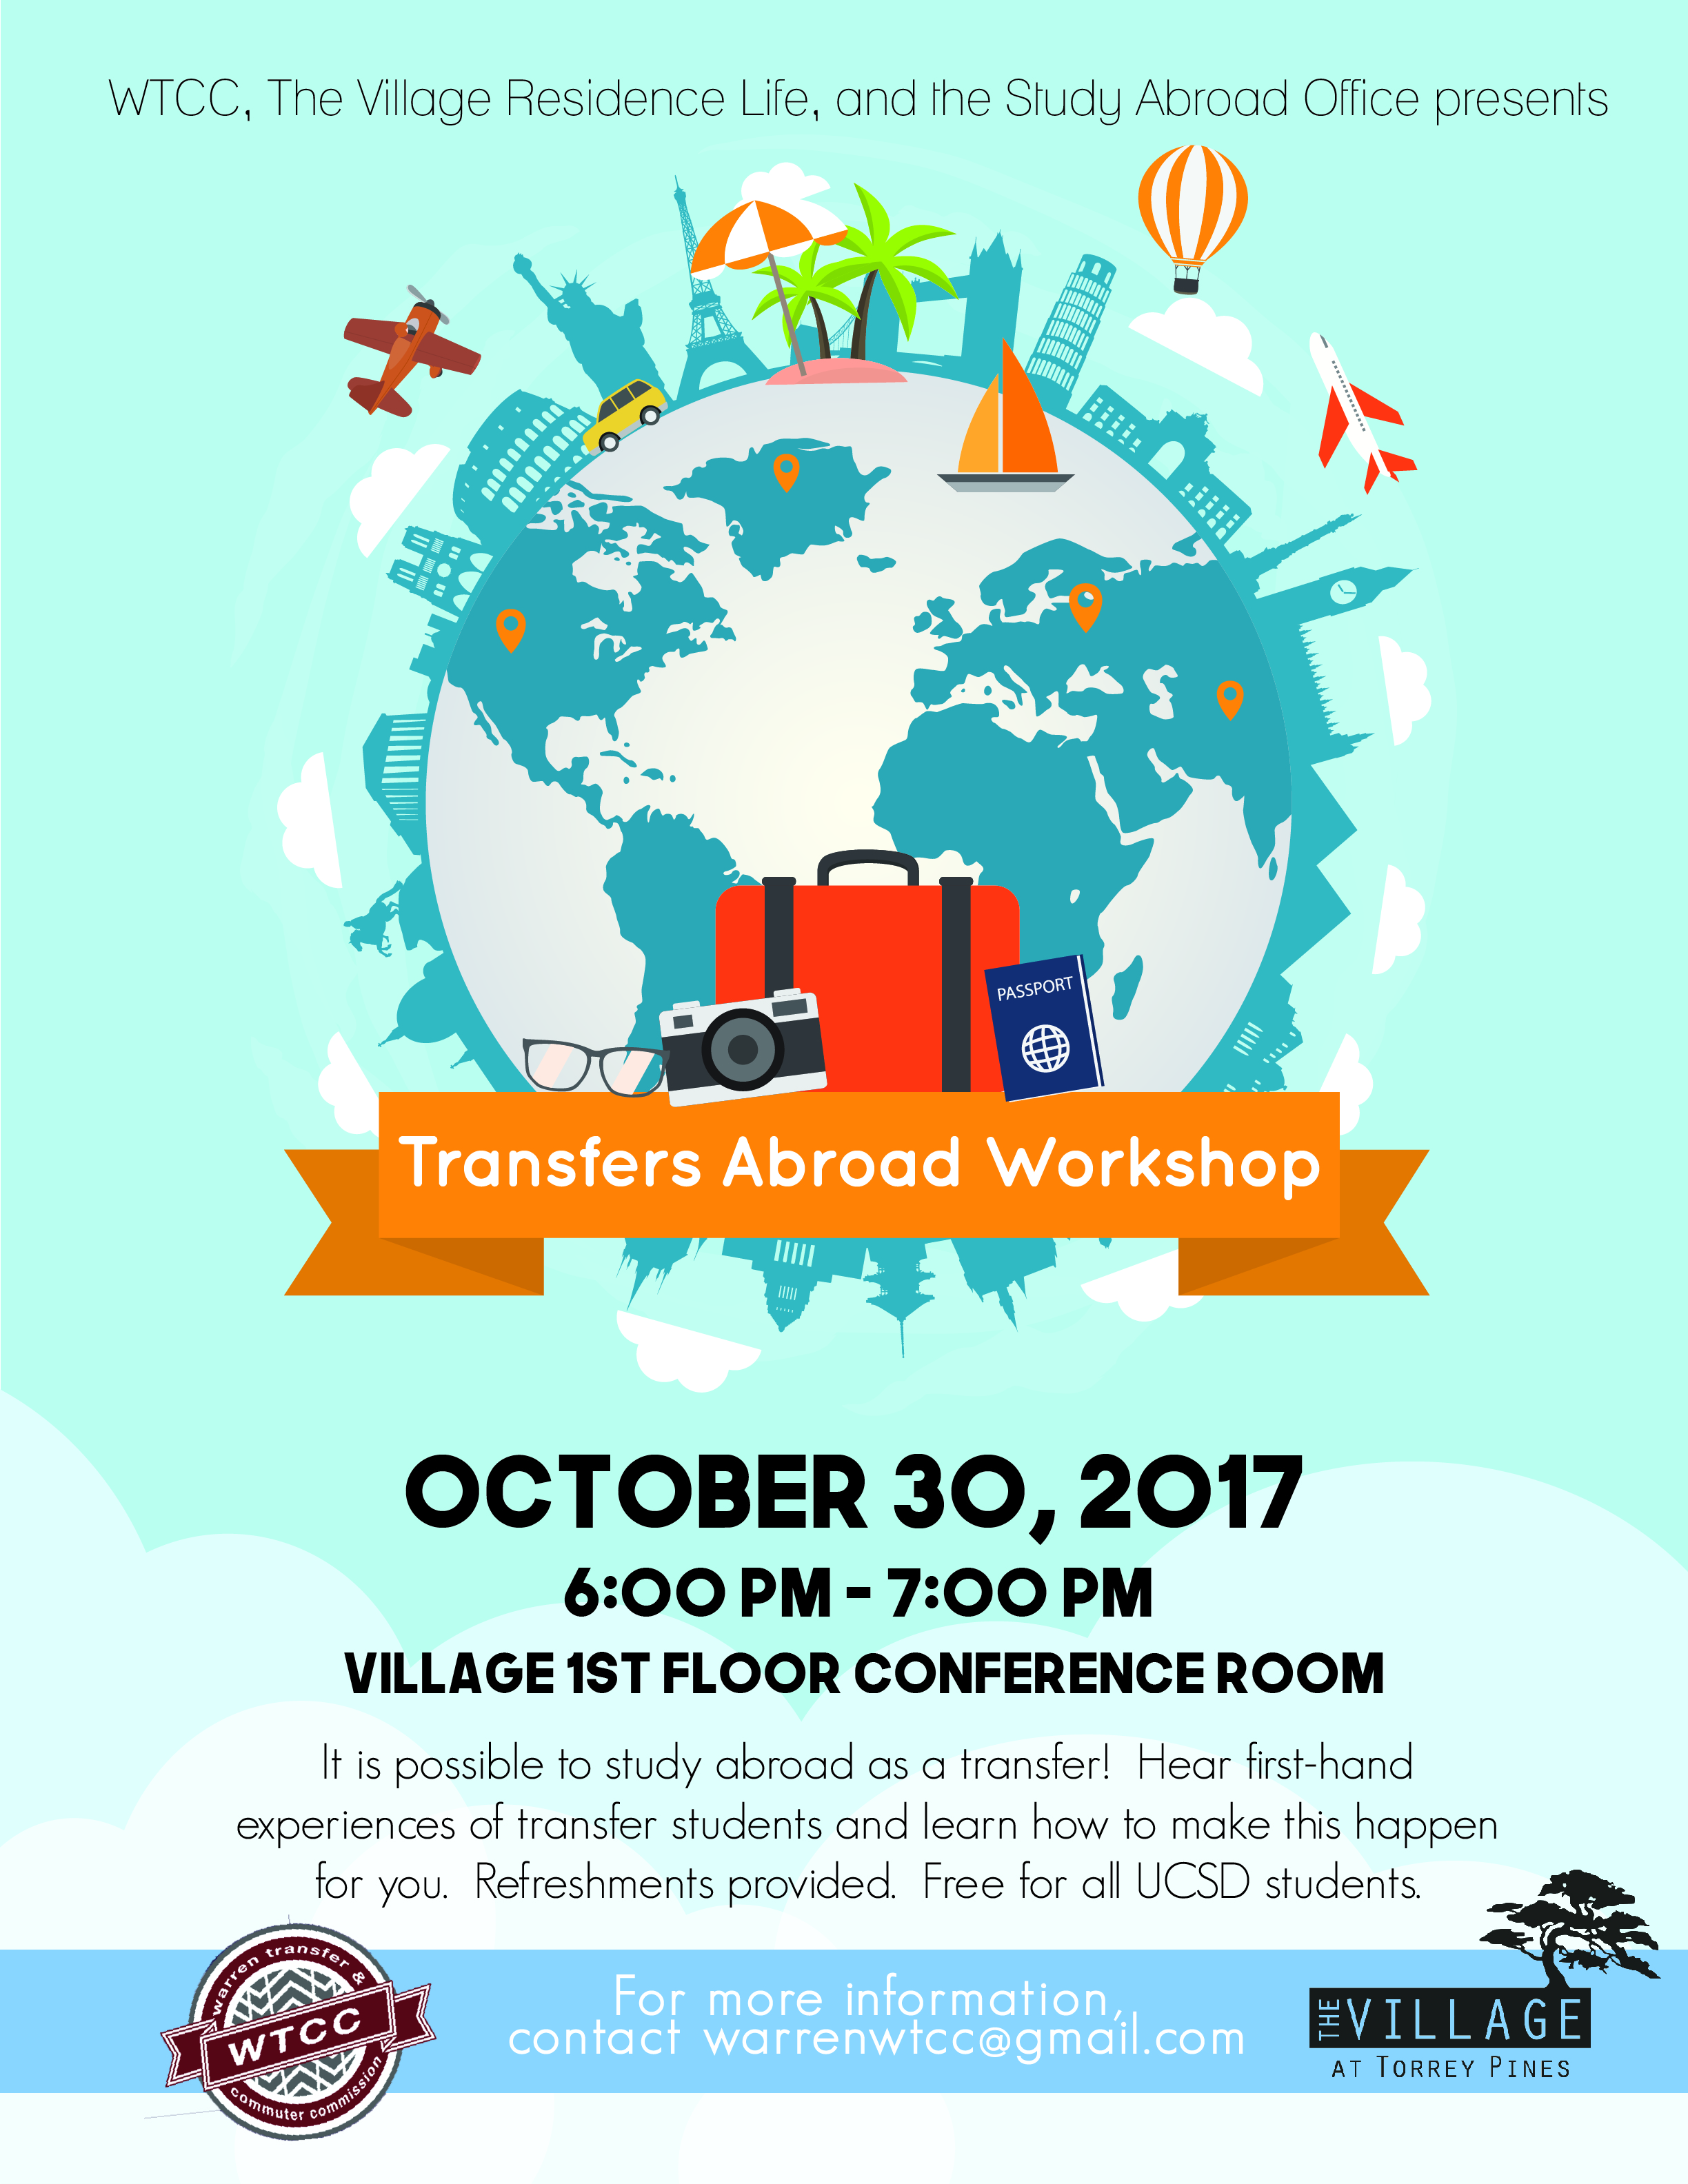 WTCC, The Village Residence Life, and the Study Abroad Office presents
PASSPORT
Transfers Abroad Workshop
OCTOBER 30, 2017
6:00 PM - 7:00 PM
VILLAGE 1ST FLOOR CONFERENCE ROOM
It is possible to study abroad as a transfer! Hear first-hand
experiences of transfer students and learn how to make this happen
for you. Refreshments provided. Free for all UCSD students.
warren transfer &
WTCC
commuter commission
For more information,
contact warrenwtcc@gmail.com
THE VILLAGE
AT TORREY PINES